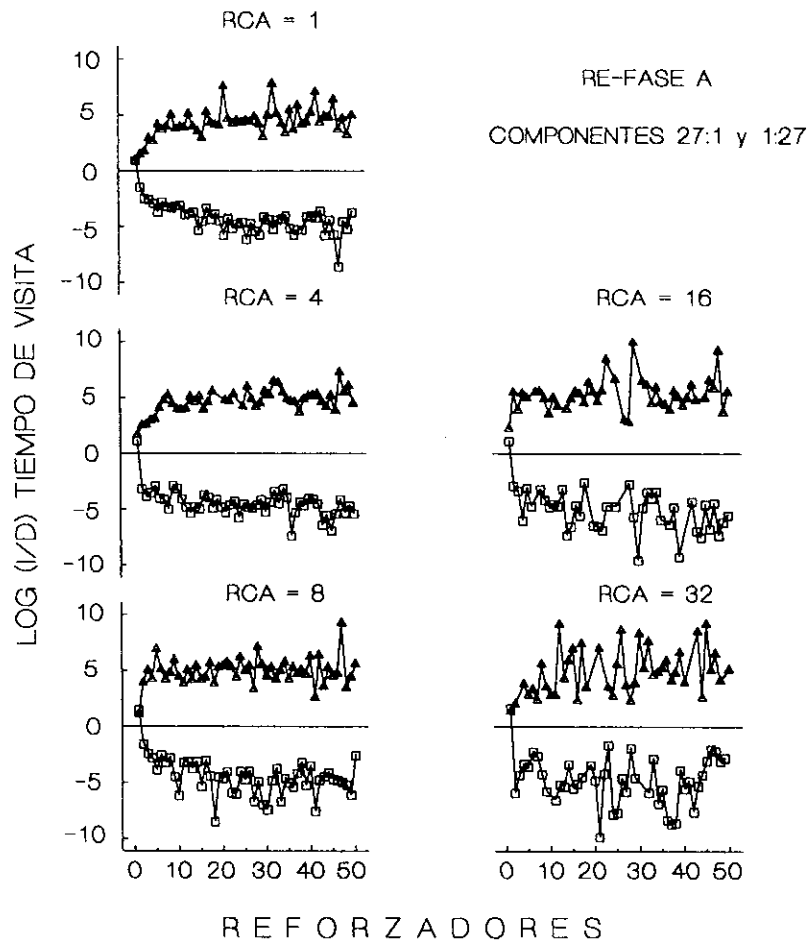 RCA = 1
10
5
0
-5
-10
RE-FASE A
COMPONENTES 27:1 y 1:27
LOG (I/D) TIEMPO DE VISITA
RCA = 4
10
5
0
-5
-10
RCA = 16
RCA = 8
10
5
0
-5
-10
0 10 20 30 40 50
RCA = 32
0 10 20 30 40 50
REFORZADORES